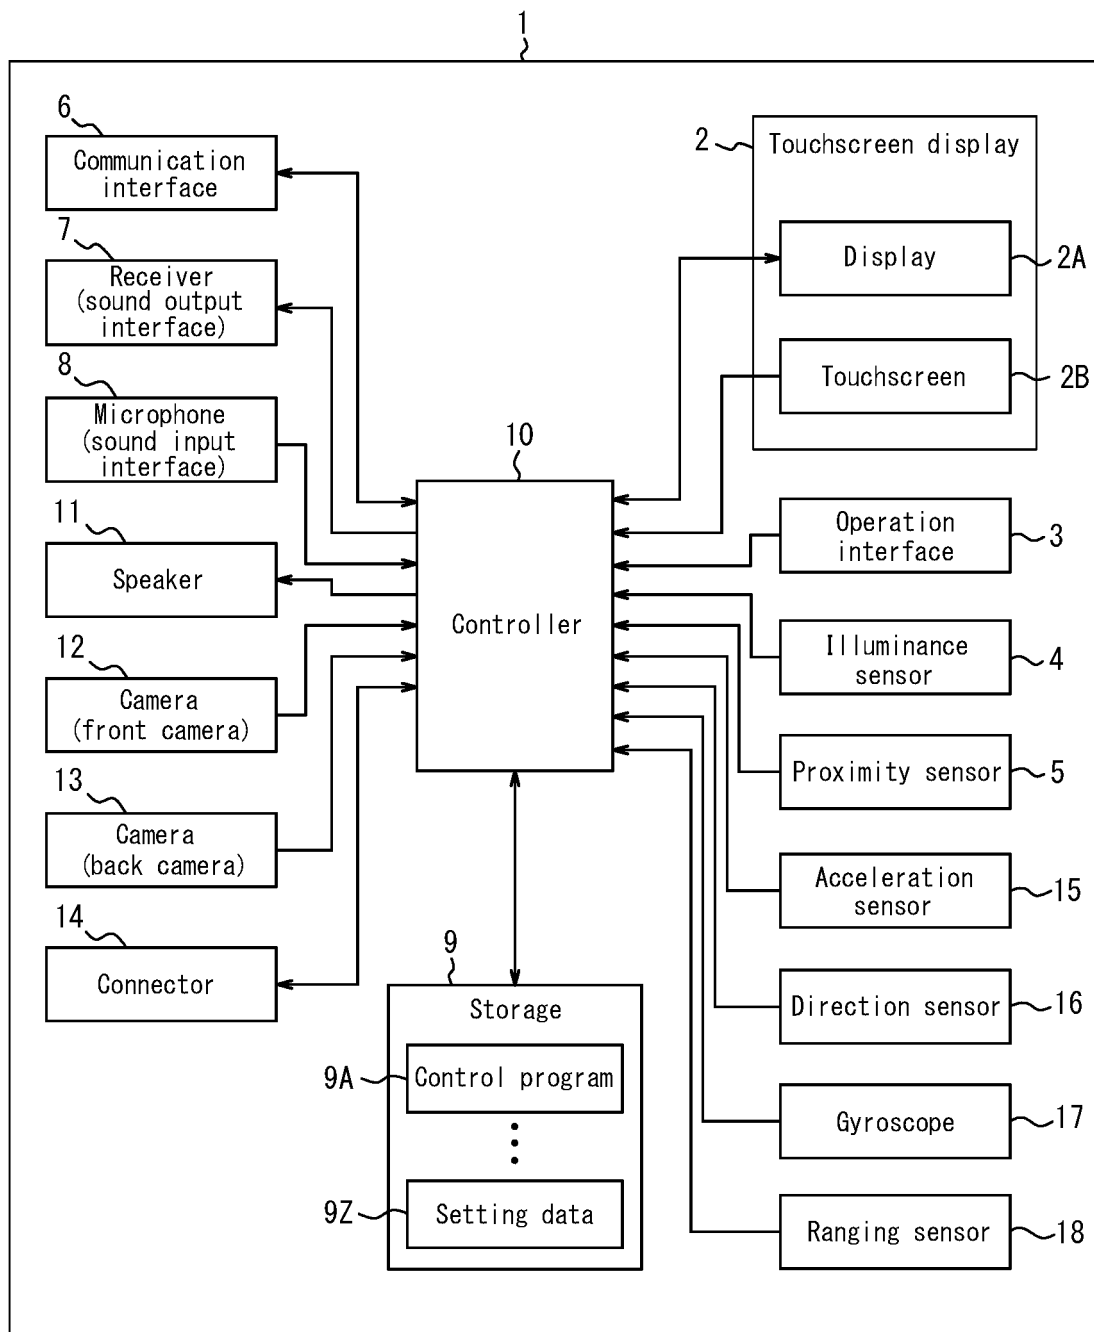 1
6
Communication
interface
7
Receiver
(sound output
interface)
8
Microphone
(sound input
interface)
11
Speaker
12
Camera
(front camera)
13
Camera
(back camera)
14
Connector
10
Controller
9
Storage
9A
Control program
9Z
Setting data
2
Touchscreen display
Display
2A
Touchscreen
2B
Operation
interface
3
Illuminance
sensor
4
Proximity sensor
5
Acceleration
sensor
15
Direction sensor
16
Gyroscope
17
Ranging sensor
18